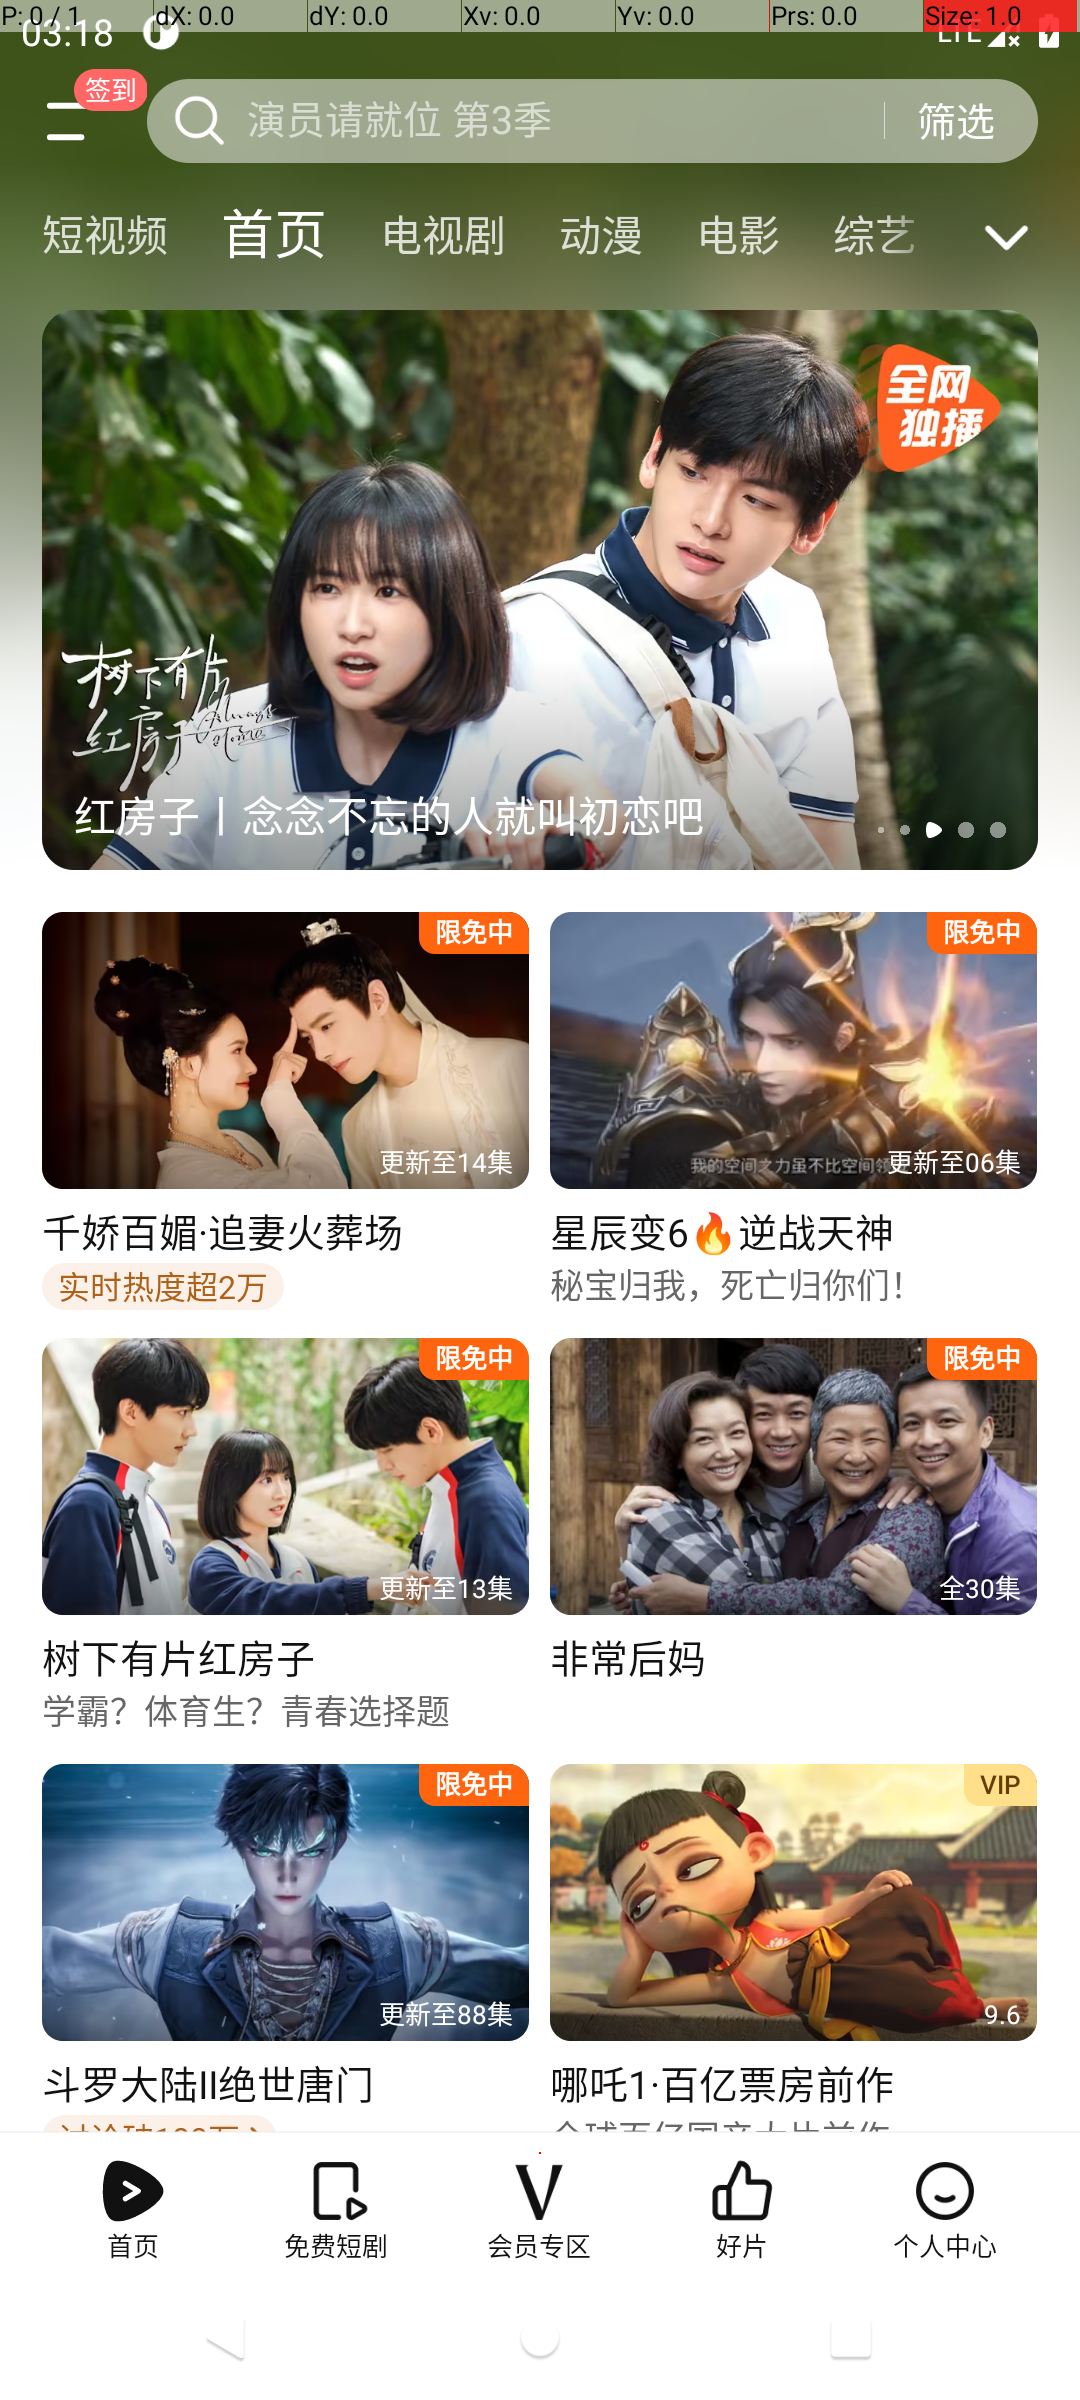 P: 0 / 1 dX: 0.0 dY: 0.0 Xv: 0.0 Yv: 0.0 Prs: 0.0 Size: 1.0
03:18 LTE
签到
演员请就位 第3季 筛选
短视频 首页 电视剧 动漫 电影 综艺
全网
独播
树下有片
红房子 Always Home
红房子丨念念不忘的人就叫初恋吧
限免中 限免中
我的空间之力虽不比空间领
更新至14集 更新至06集
千娇百媚·追妻火葬场 星辰变6🔥逆战天神
实时热度超2万 秘宝归我，死亡归你们！
限免中 限免中
更新至13集 全30集
树下有片红房子 非常后妈
学霸？体育生？青春选择题
限免中 VIP
更新至88集 9.6
斗罗大陆II绝世唐门 哪吒1·百亿票房前作
首页 免费短剧 会员专区 好片 个人中心